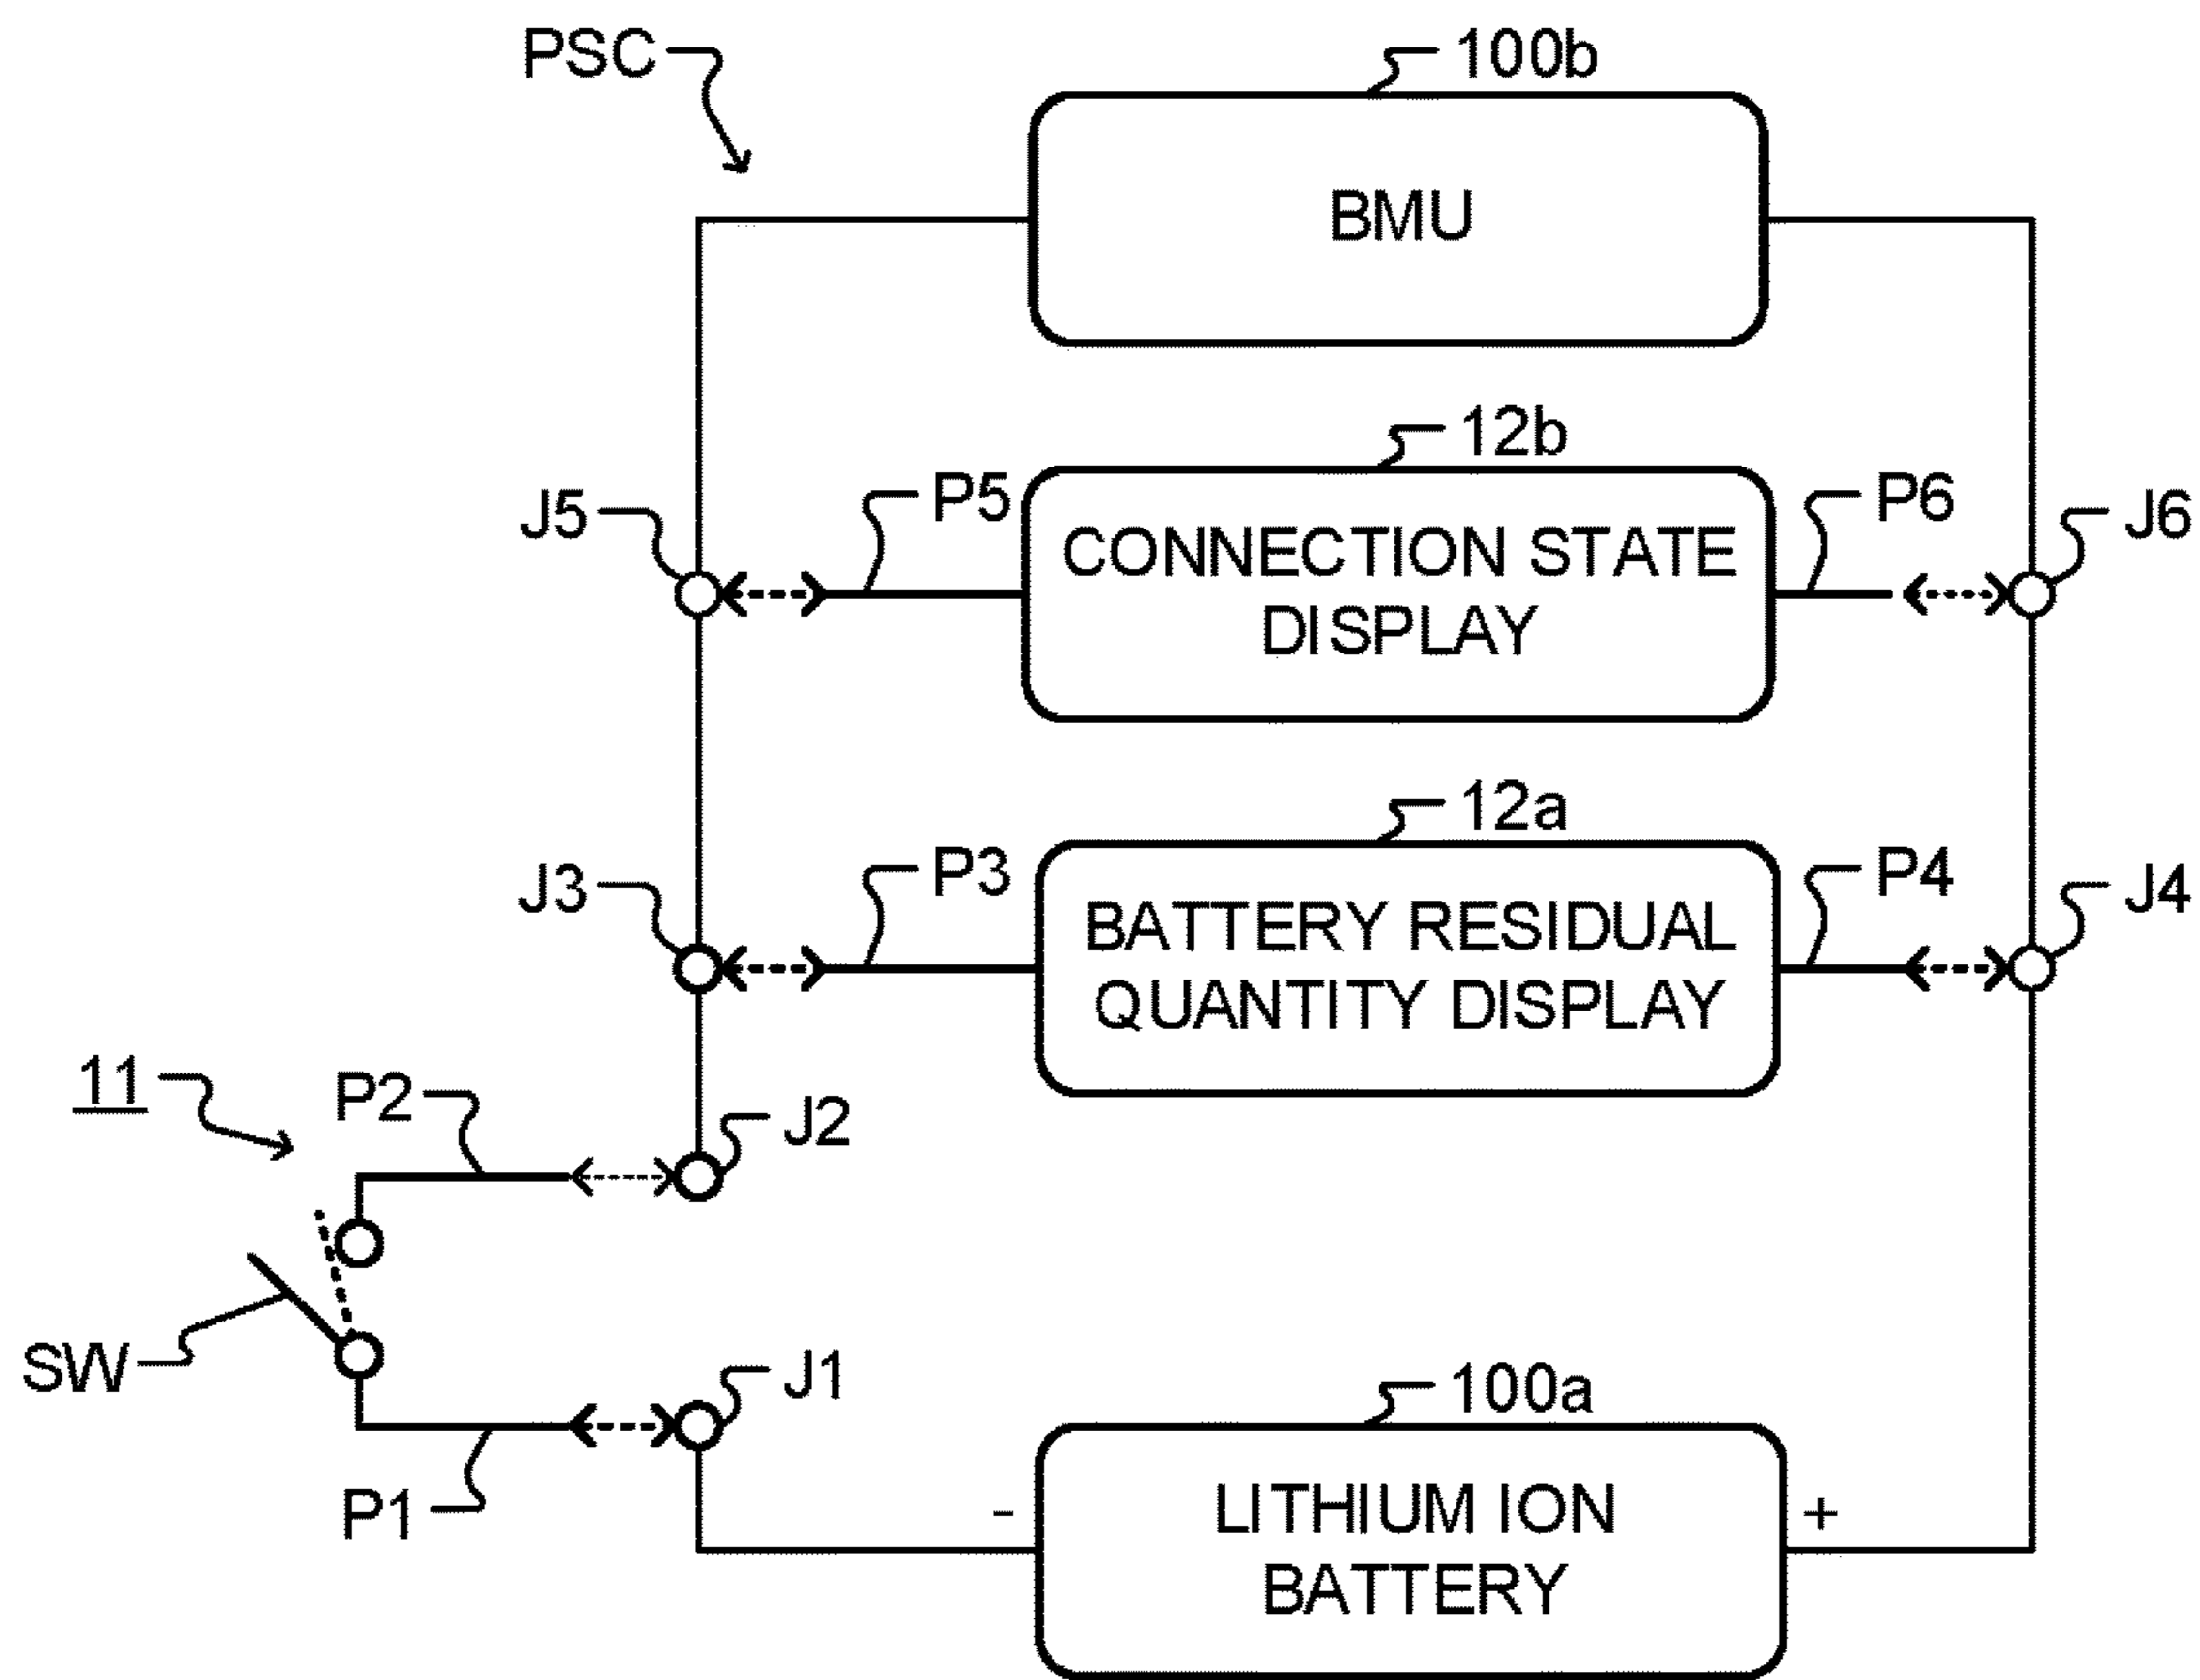 PSC
100b
BMU
12b
P5
P6
J5
CONNECTION STATE
DISPLAY
J6
12a
P3
P4
J3
BATTERY RESIDUAL
QUANTITY DISPLAY
J4
11
P2
J2
SW
J1
100a
P1
-
LITHIUM ION
BATTERY
+